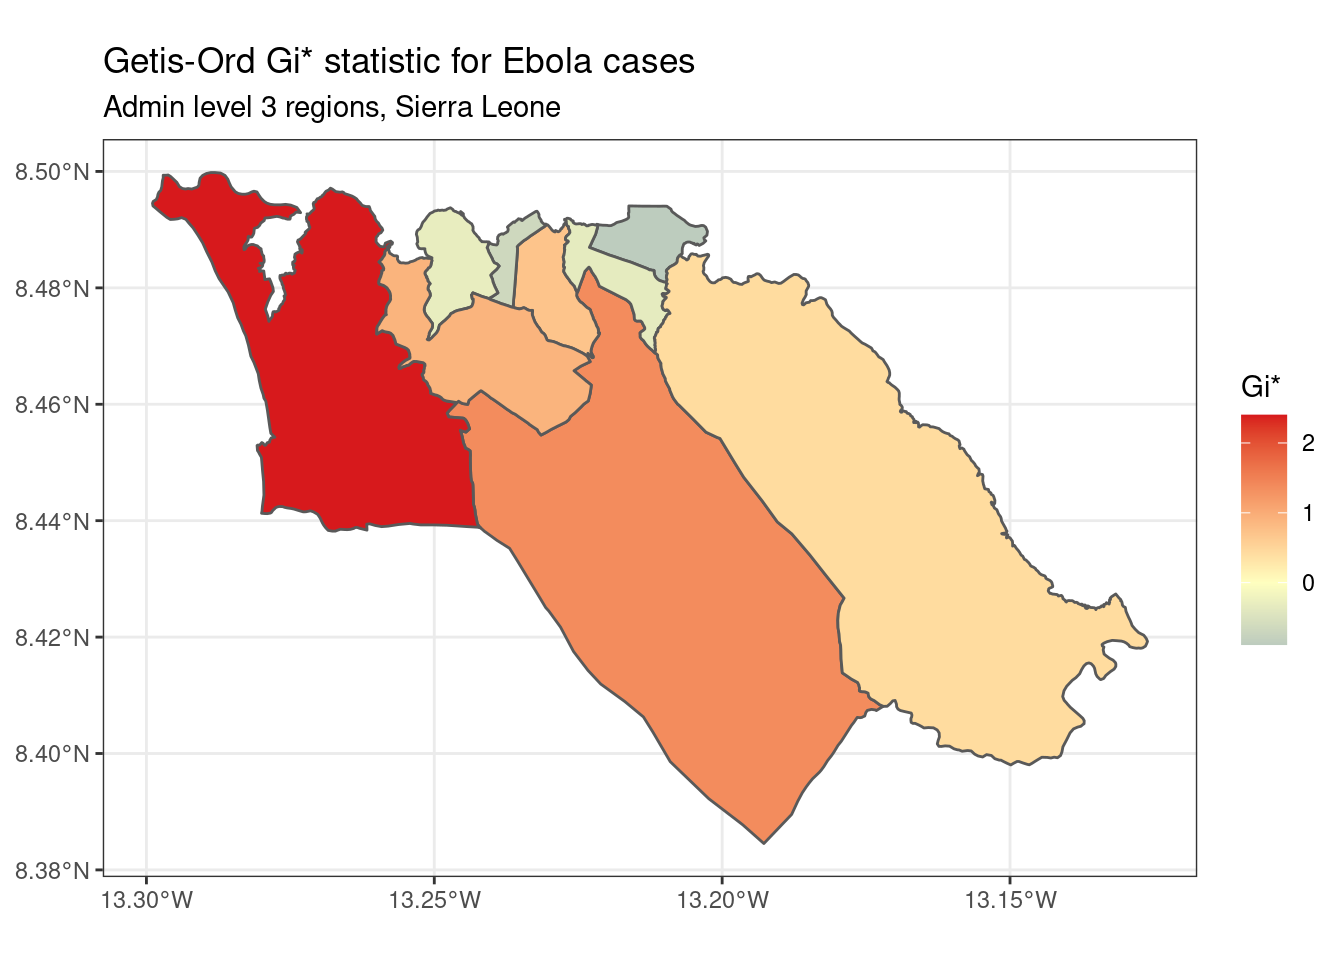 Getis-Ord Gi* statistic for Ebola cases
Admin level 3 regions, Sierra Leone
8.50°N
8.48°N
8.46°N
8.44°N
8.42°N
8.40°N
8.38°N
13.30°W
13.25°W
13.20°W
13.15°W
Gi*
2
1
0